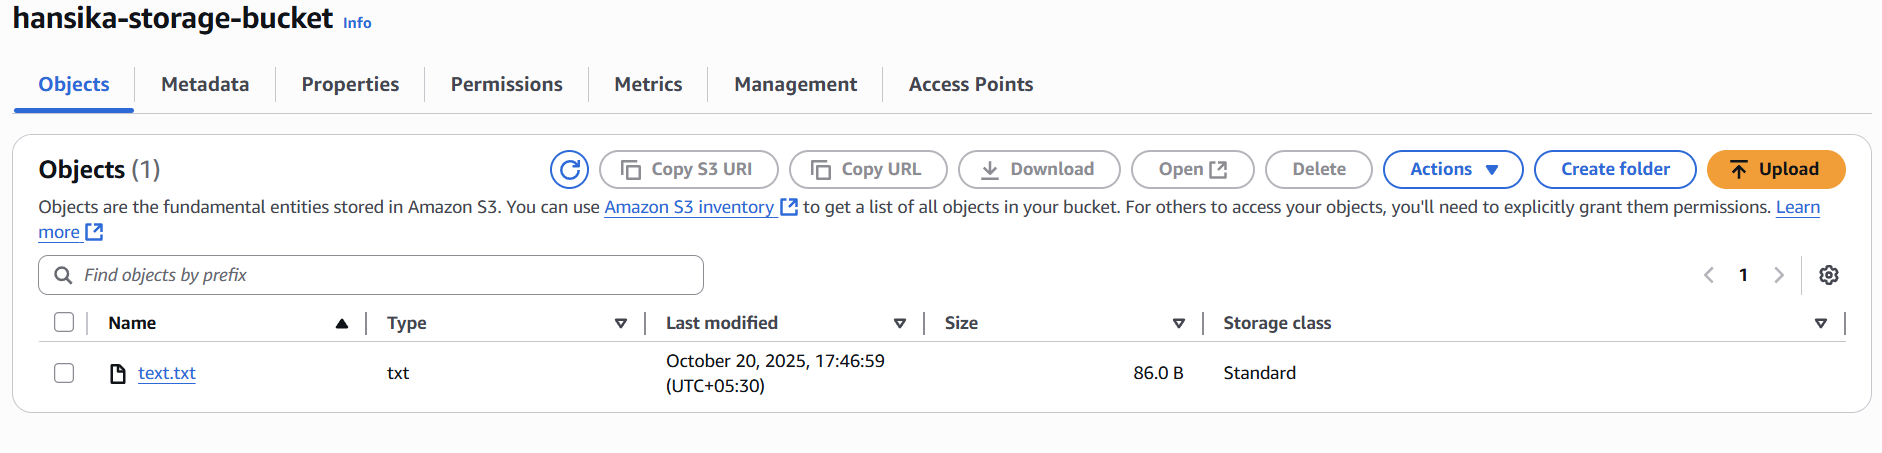 hansika-storage-bucket Info
Objects Metadata Properties Permissions Metrics Management Access Points
Objects (1) Copy S3 URI Copy URL Download Open Delete Actions Create folder Upload
Objects are the fundamental entities stored in Amazon S3. You can use Amazon S3 inventory to get a list of all objects in your bucket. For others to access your objects, you'll need to explicitly grant them permissions. Learn
more
Find objects by prefix 1
Name Type Last modified Size Storage class
text.txt txt October 20, 2025, 17:46:59 86.0 B Standard
(UTC+05:30)